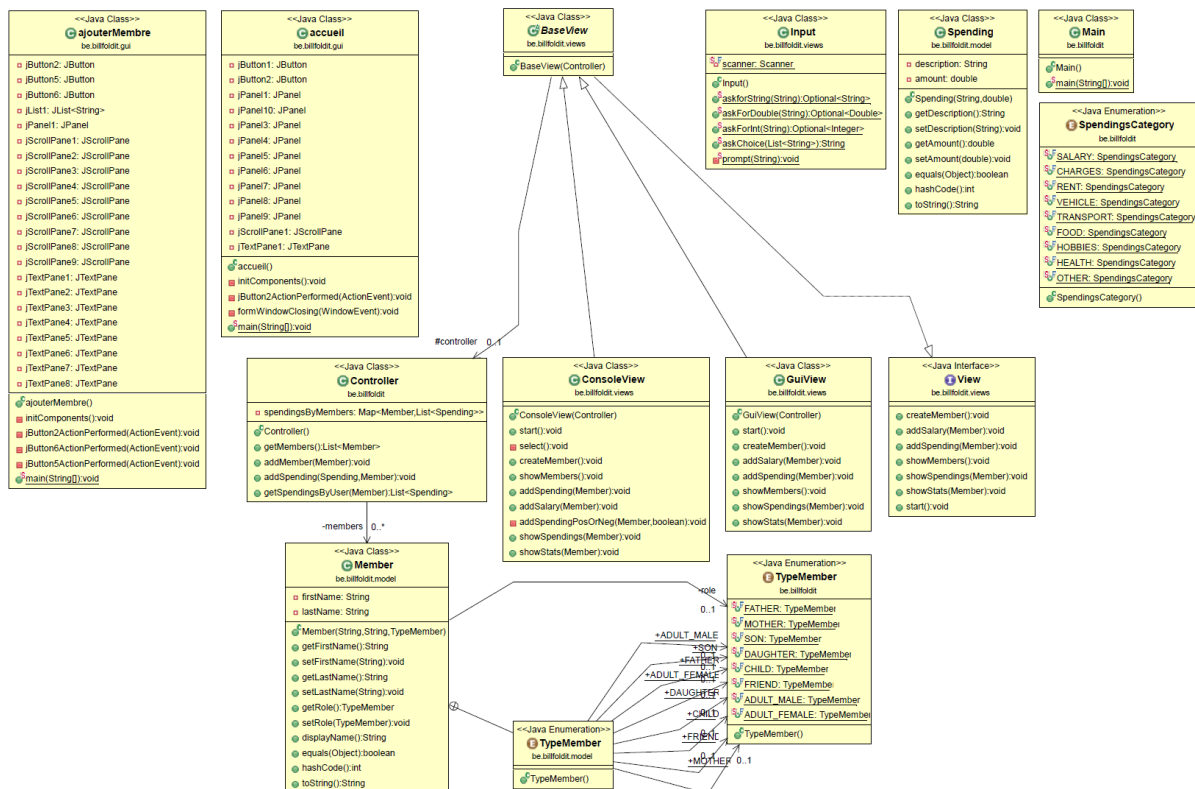 <<Java Class>>
ajouterMembre
be.billfoldit.gui
jButton2: JButton
jButton5: JButton
jButton6: JButton
jList1: JList<String>
jPanel1: JPanel
jScrollPane1: JScrollPane
jScrollPane2: JScrollPane
jScrollPane3: JScrollPane
jScrollPane4: JScrollPane
jScrollPane5: JScrollPane
jScrollPane6: JScrollPane
jScrollPane7: JScrollPane
jScrollPane8: JScrollPane
jScrollPane9: JScrollPane
jTextPane1: JTextPane
jTextPane2: JTextPane
jTextPane3: JTextPane
jTextPane4: JTextPane
jTextPane5: JTextPane
jTextPane6: JTextPane
jTextPane7: JTextPane
jTextPane8: JTextPane
ajouterMembre()
initComponents():void
jButton2ActionPerformed(ActionEvent):void
jButton6ActionPerformed(ActionEvent):void
jButton5ActionPerformed(ActionEvent):void
main(String[]):void
<<Java Class>>
accueil
be.billfoldit.gui
jButton1: JButton
jButton2: JButton
jPanel1: JPanel
jPanel10: JPanel
jPanel3: JPanel
jPanel4: JPanel
jPanel5: JPanel
jPanel6: JPanel
jPanel7: JPanel
jPanel8: JPanel
jPanel9: JPanel
jScrollPane1: JScrollPane
jTextPane1: JTextPane
accueil()
initComponents():void
jButton2ActionPerformed(ActionEvent):void
formWindowClosing(WindowEvent):void
main(String[]):void
<<Java Class>>
BaseView
be.billfoldit.views
BaseView(Controller)
<<Java Class>>
Input
be.billfoldit.views
scanner: Scanner
Input()
askforString(String):Optional<String>
askForDouble(String):Optional<Double>
askForInt(String):Optional<Integer>
askChoice(List<String>):String
prompt(String):void
<<Java Class>>
Spending
be.billfoldit.model
description: String
amount: double
Spending(String,double)
getDescription():String
setDescription(String):void
getAmount():double
setAmount(double):void
equals(Object):boolean
hashCode():int
toString():String
<<Java Class>>
Main
be.billfoldit
Main()
main(String[]):void
<<Java Enumeration>>
SpendingsCategory
be.billfoldit
SALARY: SpendingsCategory
CHARGES: SpendingsCategory
RENT: SpendingsCategory
VEHICLE: SpendingsCategory
TRANSPORT: SpendingsCategory
FOOD: SpendingsCategory
HOBBIES: SpendingsCategory
HEALTH: SpendingsCategory
OTHER: SpendingsCategory
SpendingsCategory()
#controller 0..1
<<Java Class>>
Controller
be.billfoldit
spendingsByMembers: Map<Member,List<Spending>>
Controller()
getMembers():List<Member>
addMember(Member):void
addSpending(Spending,Member):void
getSpendingsByUser(Member):List<Spending>
<<Java Class>>
ConsoleView
be.billfoldit.views
ConsoleView(Controller)
start():void
select():void
createMember():void
showMembers():void
addSpending(Member):void
addSalary(Member):void
addSpendingPosOrNeg(Member,boolean):void
showSpendings(Member):void
showStats(Member):void
<<Java Class>>
GuiView
be.billfoldit.views
GuiView(Controller)
start():void
createMember():void
addSalary(Member):void
addSpending(Member):void
showMembers():void
showSpendings(Member):void
showStats(Member):void
<<Java Interface>>
View
be.billfoldit.views
createMember():void
addSalary(Member):void
addSpending(Member):void
showMembers():void
showSpendings(Member):void
showStats(Member):void
start():void
-members 0..*
<<Java Class>>
Member
be.billfoldit.model
firstName: String
lastName: String
Member(String,String,TypeMember)
getFirstName():String
setFirstName(String):void
getLastName():String
setLastName(String):void
getRole():TypeMember
setRole(TypeMember):void
displayName():String
equals(Object):boolean
hashCode():int
toString():String
<<Java Enumeration>>
TypeMember
be.billfoldit.model
TypeMember()
-role
0..1
+ADULT_MALE
+SON
+FATHER
+ADULT_FEMALE
+DAUGHTER
+CHILD
+FRIEND
+MOTHER 0..1
<<Java Enumeration>>
TypeMember
be.billfoldit
FATHER: TypeMember
MOTHER: TypeMember
SON: TypeMember
DAUGHTER: TypeMember
CHILD: TypeMember
FRIEND: TypeMember
ADULT_MALE: TypeMember
ADULT_FEMALE: TypeMember
TypeMember()